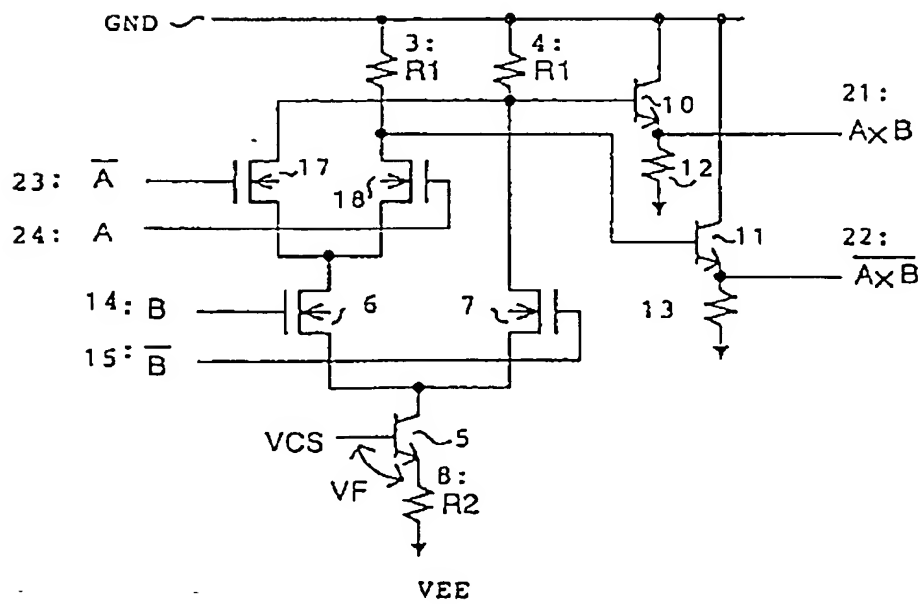 GND
3: R1
4: R1
10
21: A×B
12
17
18
23: A̅
24: A
11
22: A̅×̅B̅
13
14: B
6
7
15: B̅
VCS
5
VF
8: R2
VEE